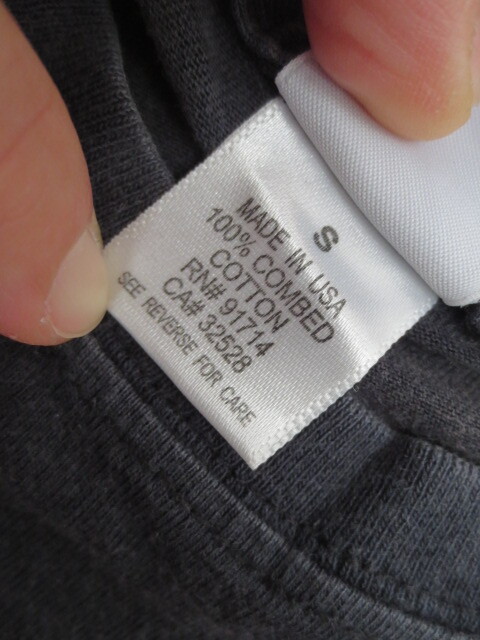 S
MADE IN USA
100% COMBED
COTTON
RN# 91714
CA# 32528
SEE REVERSE FOR CARE